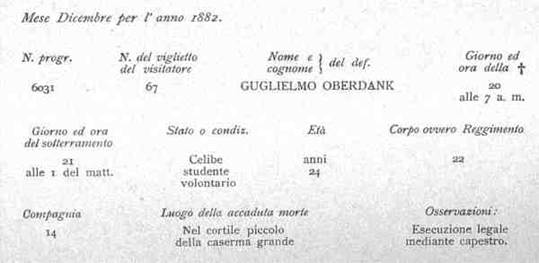 Mese Dicembre per l' anno 1882.
N. progr. N. del viglietto del visitatore Nome e cognome } del def. Giorno ed ora della †
6031 67 GUGLIELMO OBERDANK 20 alle 7 a. m.
Giorno ed ora del sotterramento Stato o condiz. Età Corpo ovvero Reggimento
21 alle 1 del matt. Celibe studente volontario anni 24 22
Compagnia Luogo della accaduta morte Osservazioni:
14 Nel cortile piccolo della caserma grande Esecuzione legale mediante capestro.